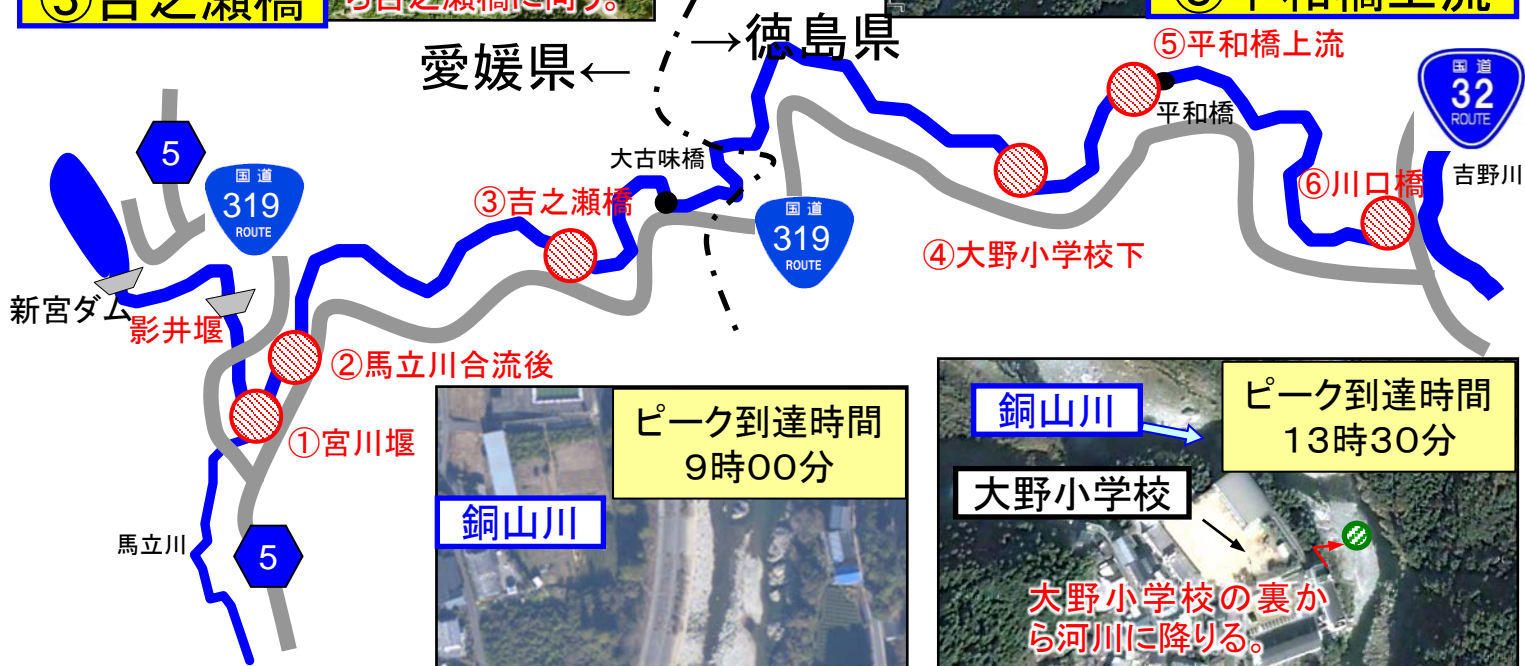 ③吉之瀬橋
ら吉之瀬橋に向う。
⑤平和橋上流
愛媛県←
→徳島県
⑤平和橋上流
国道
32
ROUTE
平和橋
5
大古味橋
国道
319
ROUTE
③吉之瀬橋
⑥川口橋
吉野川
国道
319
ROUTE
④大野小学校下
新宮ダム
影井堰
②馬立川合流後
①宮川堰
馬立川
5
ピーク到達時間
9時00分
銅山川
銅山川
ピーク到達時間
13時30分
大野小学校
大野小学校の裏か
ら河川に降りる。